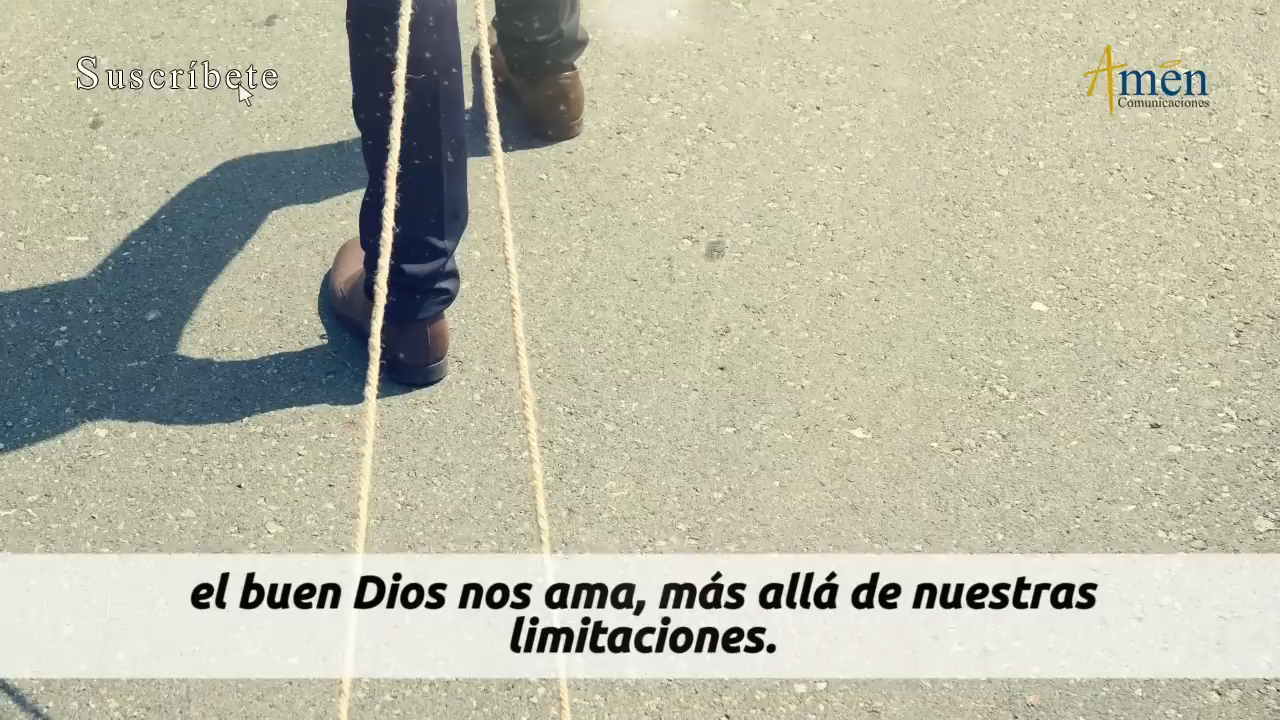 Suscríbete
Amén
Comunicaciones
el buen Dios nos ama, más allá de nuestras
limitaciones.